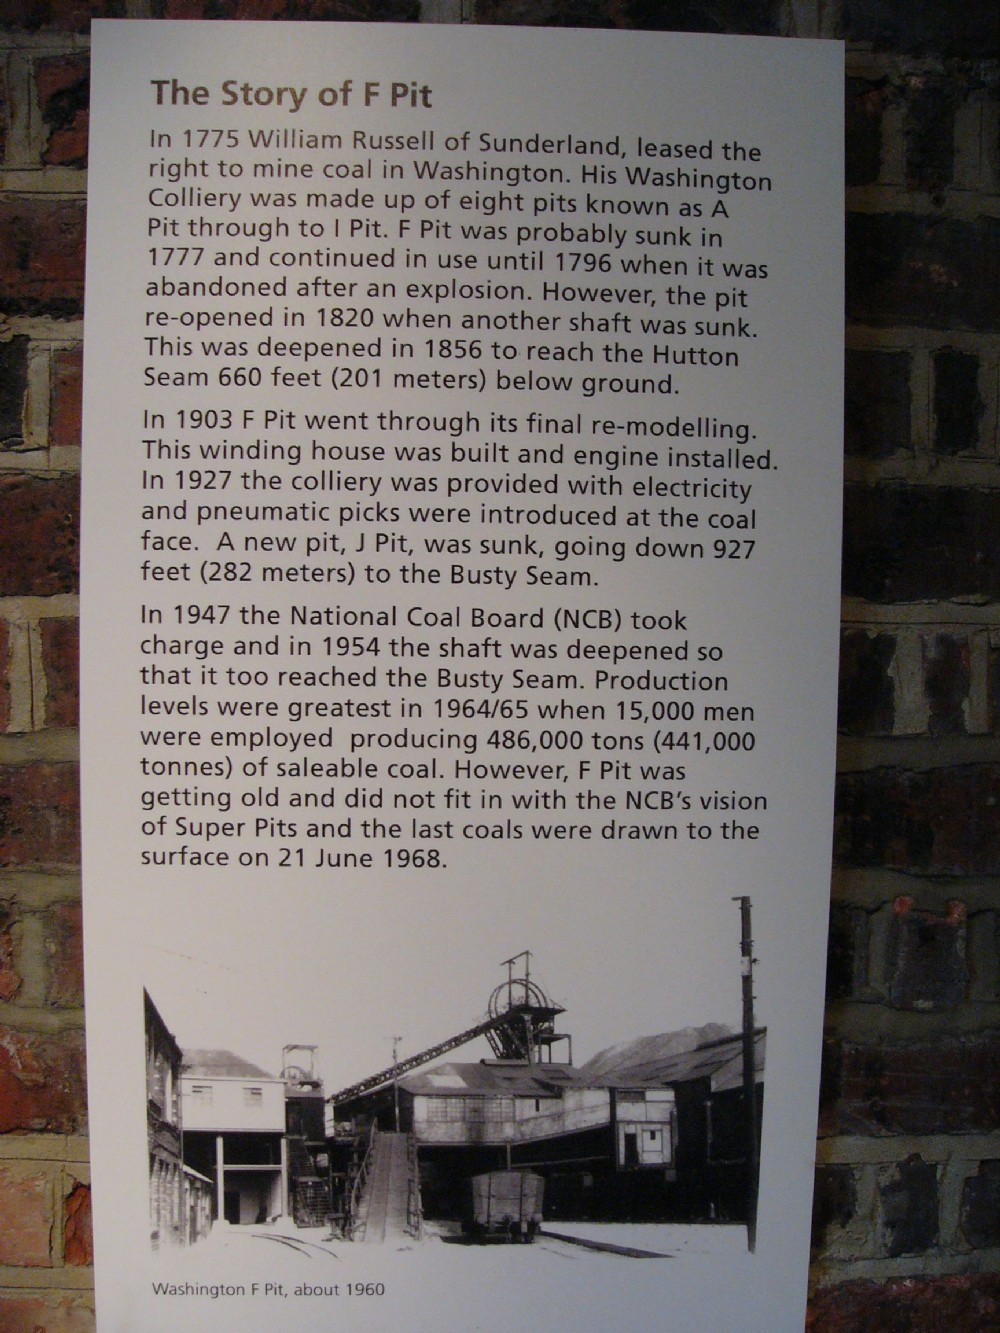 The Story of F Pit
In 1775 William Russell of Sunderland, leased the
right to mine coal in Washington. His Washington
Colliery was made up of eight pits known as A
Pit through to I Pit. F Pit was probably sunk in
1777 and continued in use until 1796 when it was
abandoned after an explosion. However, the pit
re-opened in 1820 when another shaft was sunk.
This was deepened in 1856 to reach the Hutton
Seam 660 feet (201 meters) below ground.
In 1903 F Pit went through its final re-modelling.
This winding house was built and engine installed.
In 1927 the colliery was provided with electricity
and pneumatic picks were introduced at the coal
face.  A new pit, J Pit, was sunk, going down 927
feet (282 meters) to the Busty Seam.
In 1947 the National Coal Board (NCB) took
charge and in 1954 the shaft was deepened so
that it too reached the Busty Seam. Production
levels were greatest in 1964/65 when 15,000 men
were employed  producing 486,000 tons (441,000
tonnes) of saleable coal. However, F Pit was
getting old and did not fit in with the NCB's vision
of Super Pits and the last coals were drawn to the
surface on 21 June 1968.
Washington F Pit, about 1960